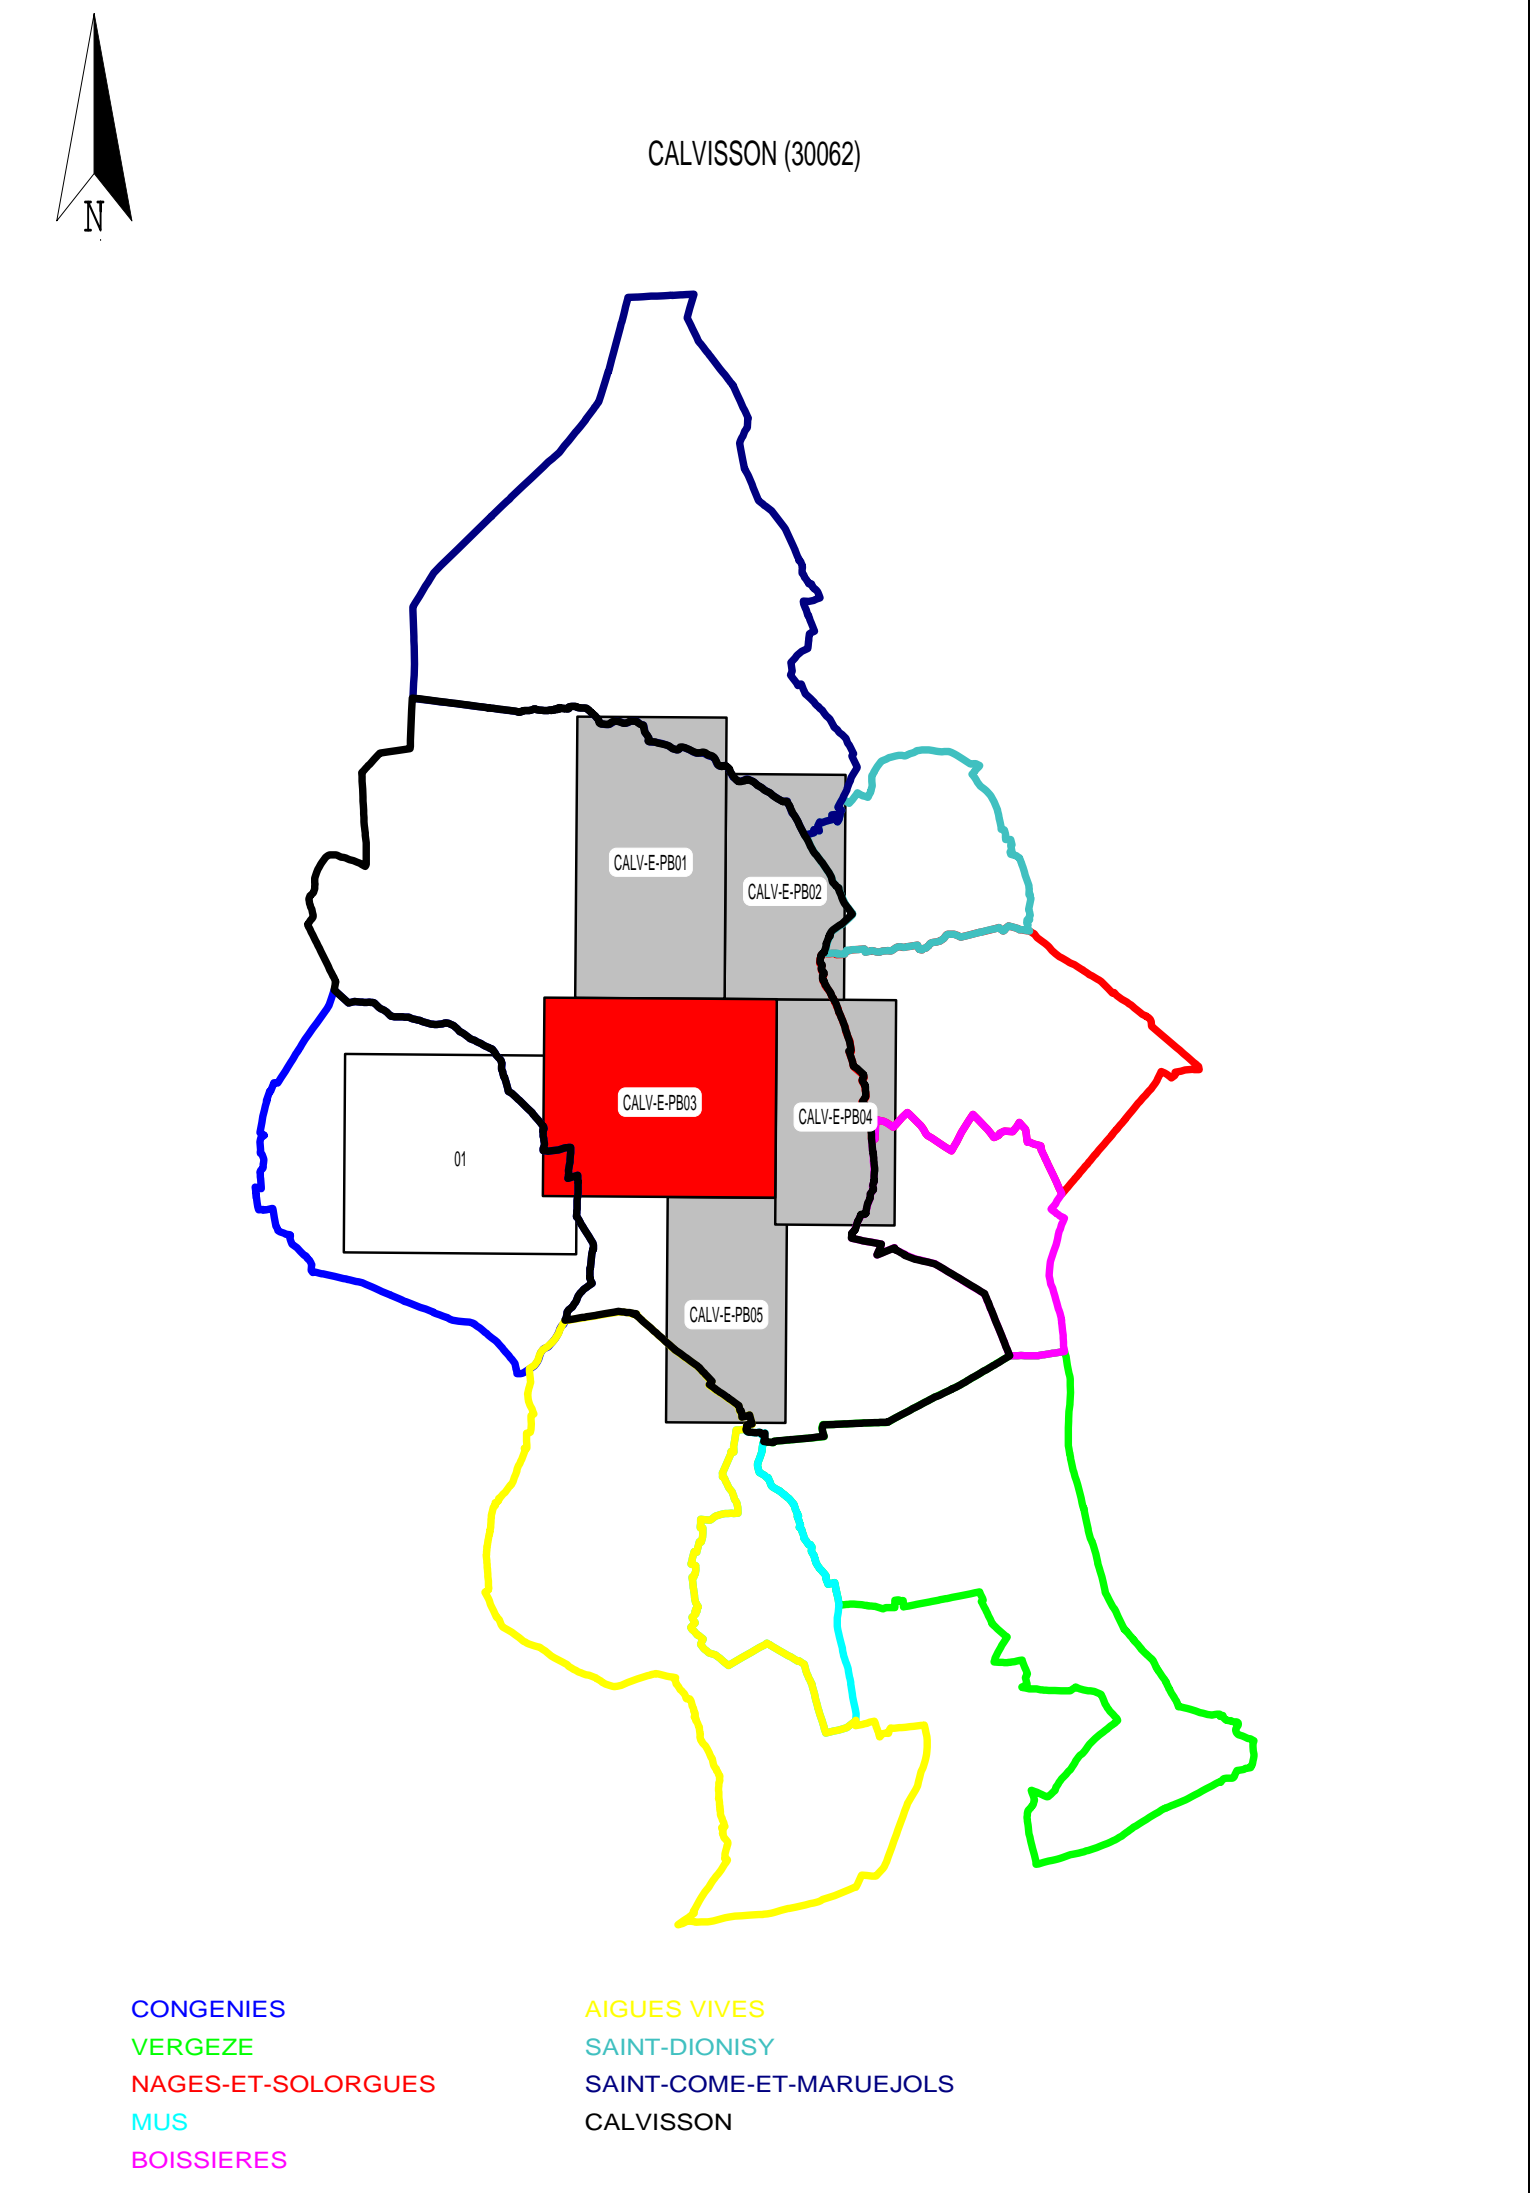 N
CALVISSON (30062)
CALV-E-PB01
CALV-E-PB02
CALV-E-PB03
CALV-E-PB04
01
CALV-E-PB05
CONGENIES
VERGEZE
NAGES-ET-SOLORGUES
MUS
BOISSIERES
AIGUES VIVES
SAINT-DIONISY
SAINT-COME-ET-MARUEJOLS
CALVISSON